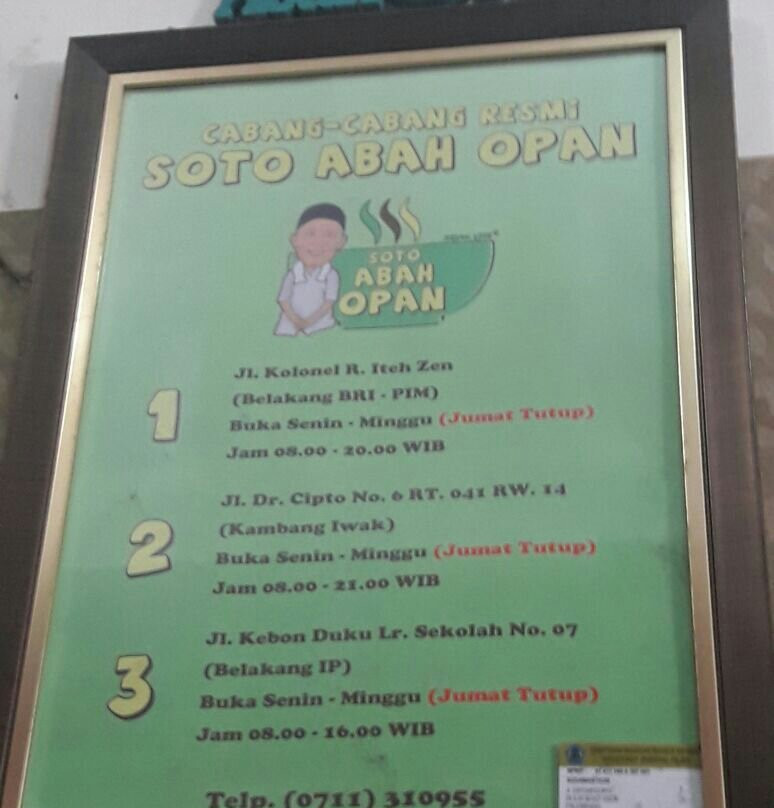 CABANG-CABANG RESMI
SOTO ABAH OPAN
SOTO
ABAH
OPAN
1
Jl. Kolonel R. Iteh Zen
(Belakang BRI - PIM)
Buka Senin - Minggu (Jumat Tutup)
Jam 08.00 - 20.00 WIB
2
Jl. Dr. Cipto No. 6 RT. 041 RW. 14
(Kambang Iwak)
Buka Senin - Minggu (Jumat Tutup)
Jam 08.00 - 21.00 WIB
3
Jl. Kebon Duku Lr. Sekolah No. 07
(Belakang IP)
Buka Senin - Minggu (Jumat Tutup)
Jam 08.00 - 16.00 WIB
Telp. (0711) 310955